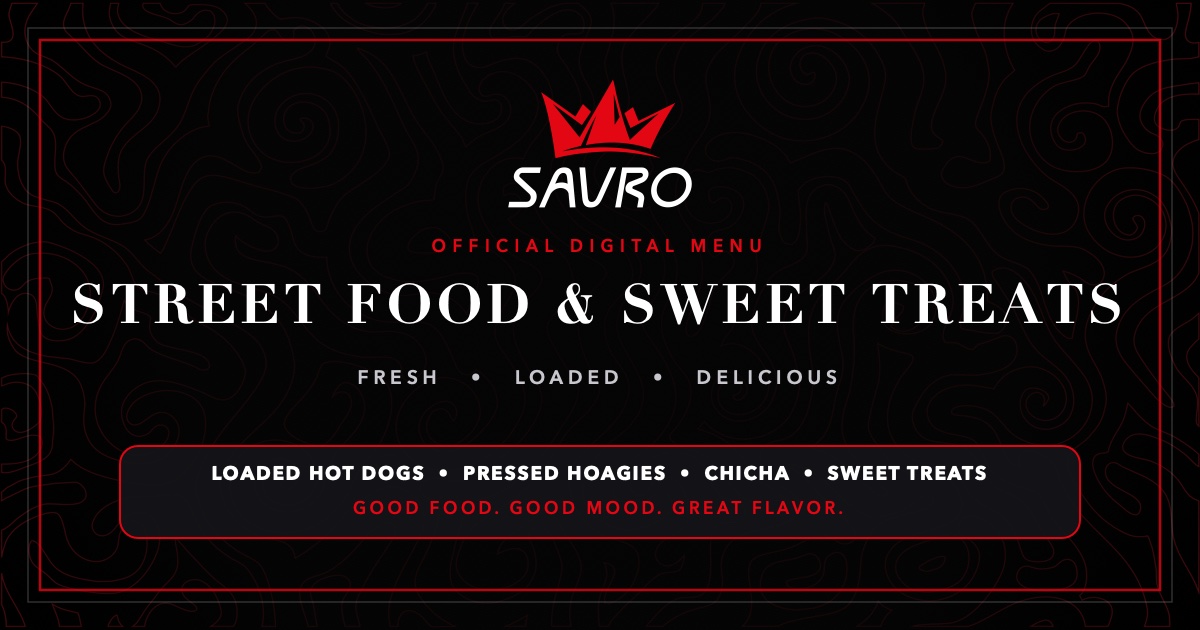 SAVRO
OFFICIAL DIGITAL MENU
STREET FOOD & SWEET TREATS
FRESH • LOADED • DELICIOUS
LOADED HOT DOGS • PRESSED HOAGIES • CHICHA • SWEET TREATS
GOOD FOOD. GOOD MOOD. GREAT FLAVOR.